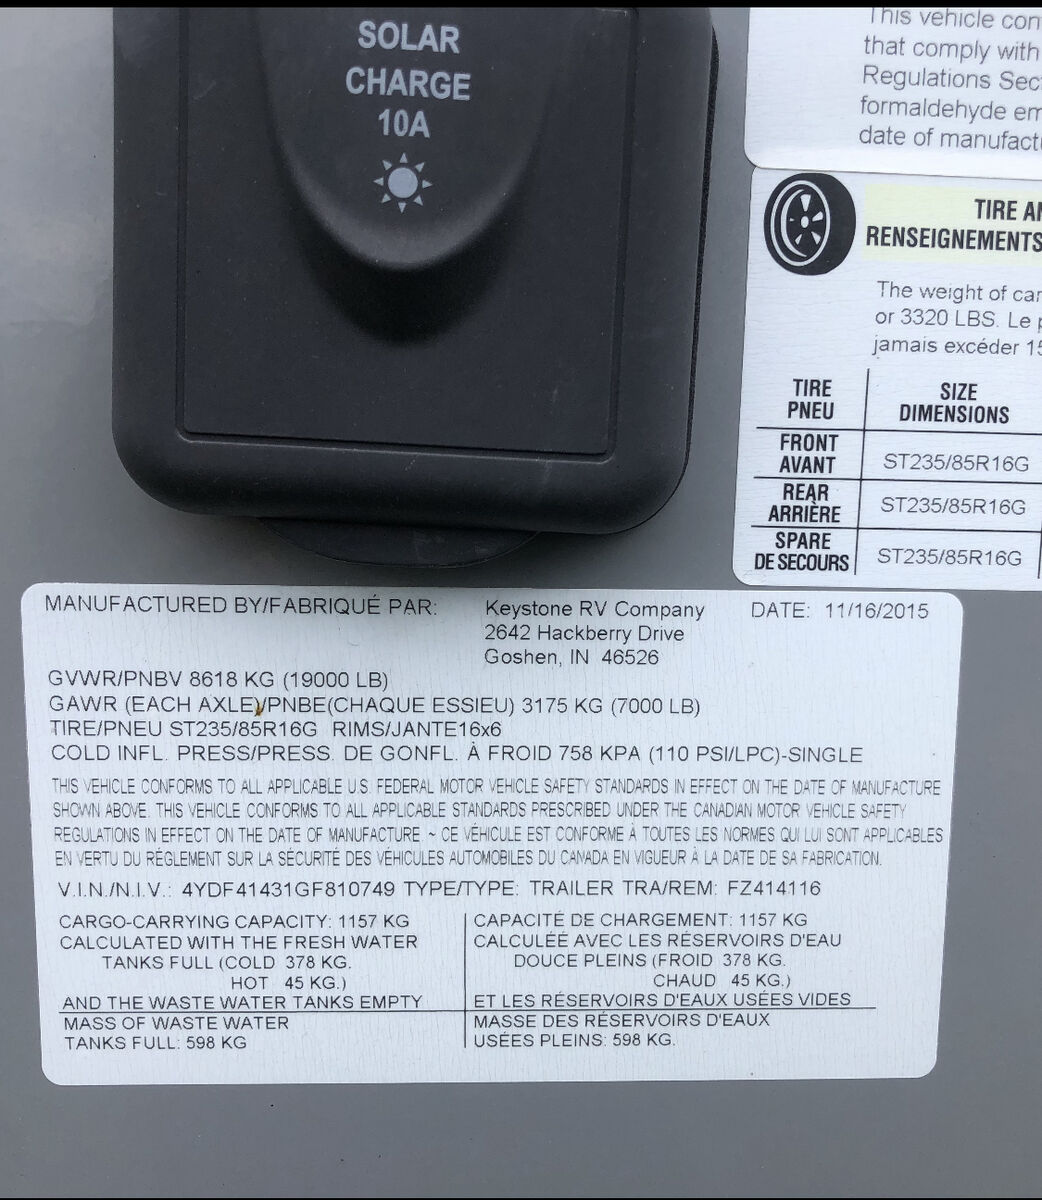 SOLAR
CHARGE
10A
This vehicle con
that comply with
Regulations Sec
formaldehyde em
date of manufact
TIRE AN
RENSEIGNEMENTS
The weight of car
or 3320 LBS. Le p
jamais excéder 15
TIRE
PNEU
SIZE
DIMENSIONS
FRONT
AVANT
ST235/85R16G
REAR
ARRIÈRE
ST235/85R16G
SPARE
DE SECOURS
ST235/85R16G
MANUFACTURED BY/FABRIQUÉ PAR: Keystone RV Company DATE: 11/16/2015
2642 Hackberry Drive
Goshen, IN 46526
GVWR/PNBV 8618 KG (19000 LB)
GAWR (EACH AXLE)/PNBE(CHAQUE ESSIEU) 3175 KG (7000 LB)
TIRE/PNEU ST235/85R16G RIMS/JANTE16x6
COLD INFL. PRESS/PRESS. DE GONFL. À FROID 758 KPA (110 PSI/LPC)-SINGLE
THIS VEHICLE CONFORMS TO ALL APPLICABLE U.S. FEDERAL MOTOR VEHICLE SAFETY STANDARDS IN EFFECT ON THE DATE OF MANUFACTURE
SHOWN ABOVE. THIS VEHICLE CONFORMS TO ALL APPLICABLE STANDARDS PRESCRIBED UNDER THE CANADIAN MOTOR VEHICLE SAFETY
REGULATIONS IN EFFECT ON THE DATE OF MANUFACTURE ~ CE VÉHICULE EST CONFORME À TOUTES LES NORMES QUI LUI SONT APPLICABLES
EN VERTU DU RÉGLEMENT SUR LA SÉCURITÉ DES VÉHICULES AUTOMOBILES DU CANADA EN VIGUEUR À LA DATE DE SA FABRICATION.
V.I.N./N.I.V.: 4YDF41431GF810749 TYPE/TYPE: TRAILER TRA/REM: FZ414116
CARGO-CARRYING CAPACITY: 1157 KG
CALCULATED WITH THE FRESH WATER
TANKS FULL (COLD 378 KG.
HOT 45 KG.)
AND THE WASTE WATER TANKS EMPTY
MASS OF WASTE WATER
TANKS FULL: 598 KG
CAPACITÉ DE CHARGEMENT: 1157 KG
CALCULÉE AVEC LES RÉSERVOIRS D'EAU
DOUCE PLEINS (FROID 378 KG.
CHAUD 45 KG.)
ET LES RÉSERVOIRS D'EAUX USÉES VIDES
MASSE DES RÉSERVOIRS D'EAUX
USÉES PLEINS: 598 KG.